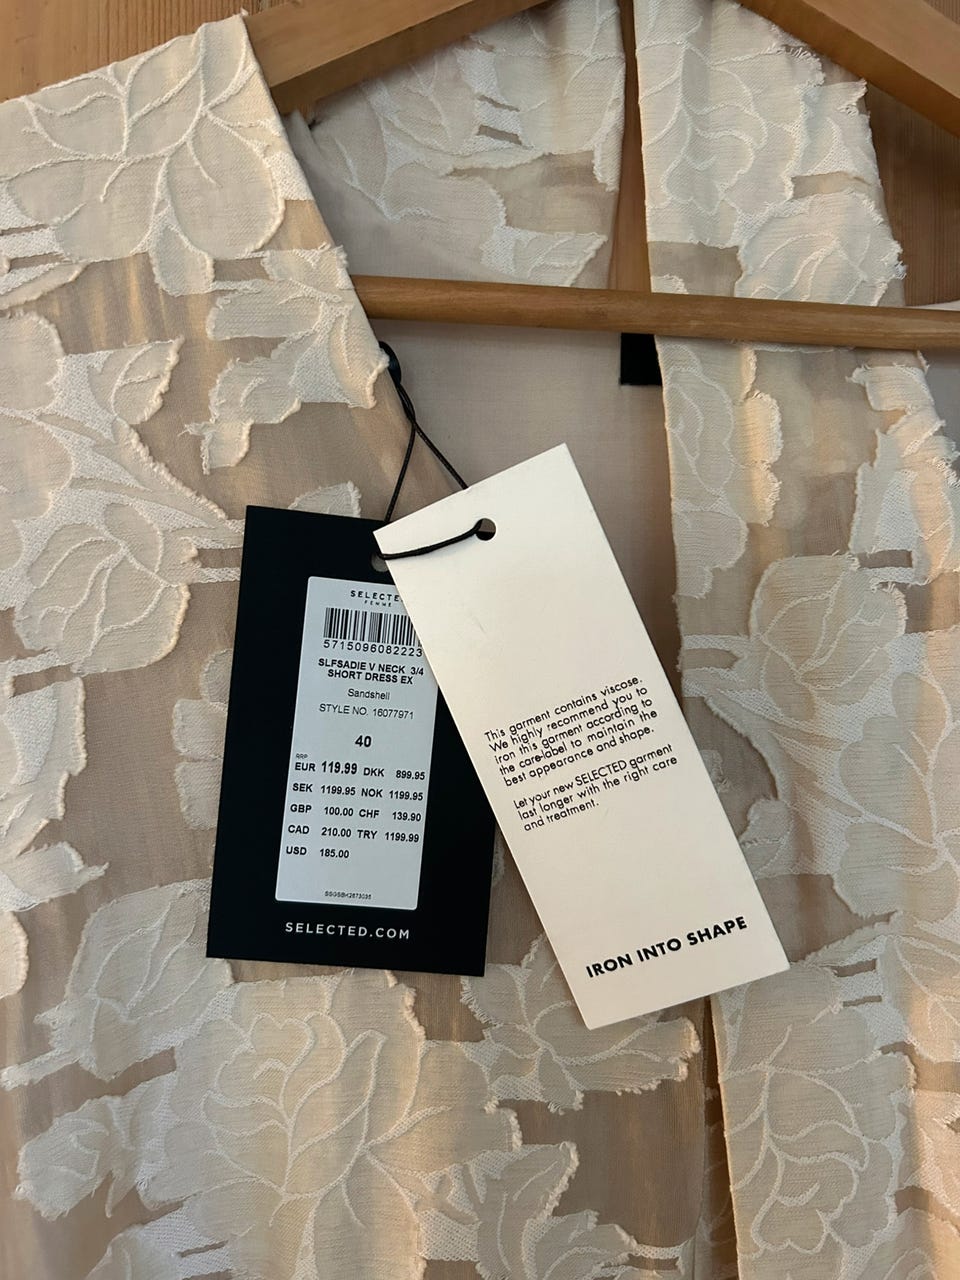 SELECTED
FEMME
5715096082223
SLFSADIE V NECK 3/4
SHORT DRESS EX
Sandshell
STYLE NO. 16077971
40
RRP
EUR 119.99 DKK 899.95
SEK 1199.95 NOK 1199.95
GBP 100.00 CHF 139.90
CAD 210.00 TRY 1199.99
USD 185.00
SELECTED.COM
This garment contains viscose.
We highly recommend you to
iron this garment according to
the care-label to maintain the
best appearance and shape.
Let your new SELECTED garment
last longer with the right care
and treatment.
IRON INTO SHAPE